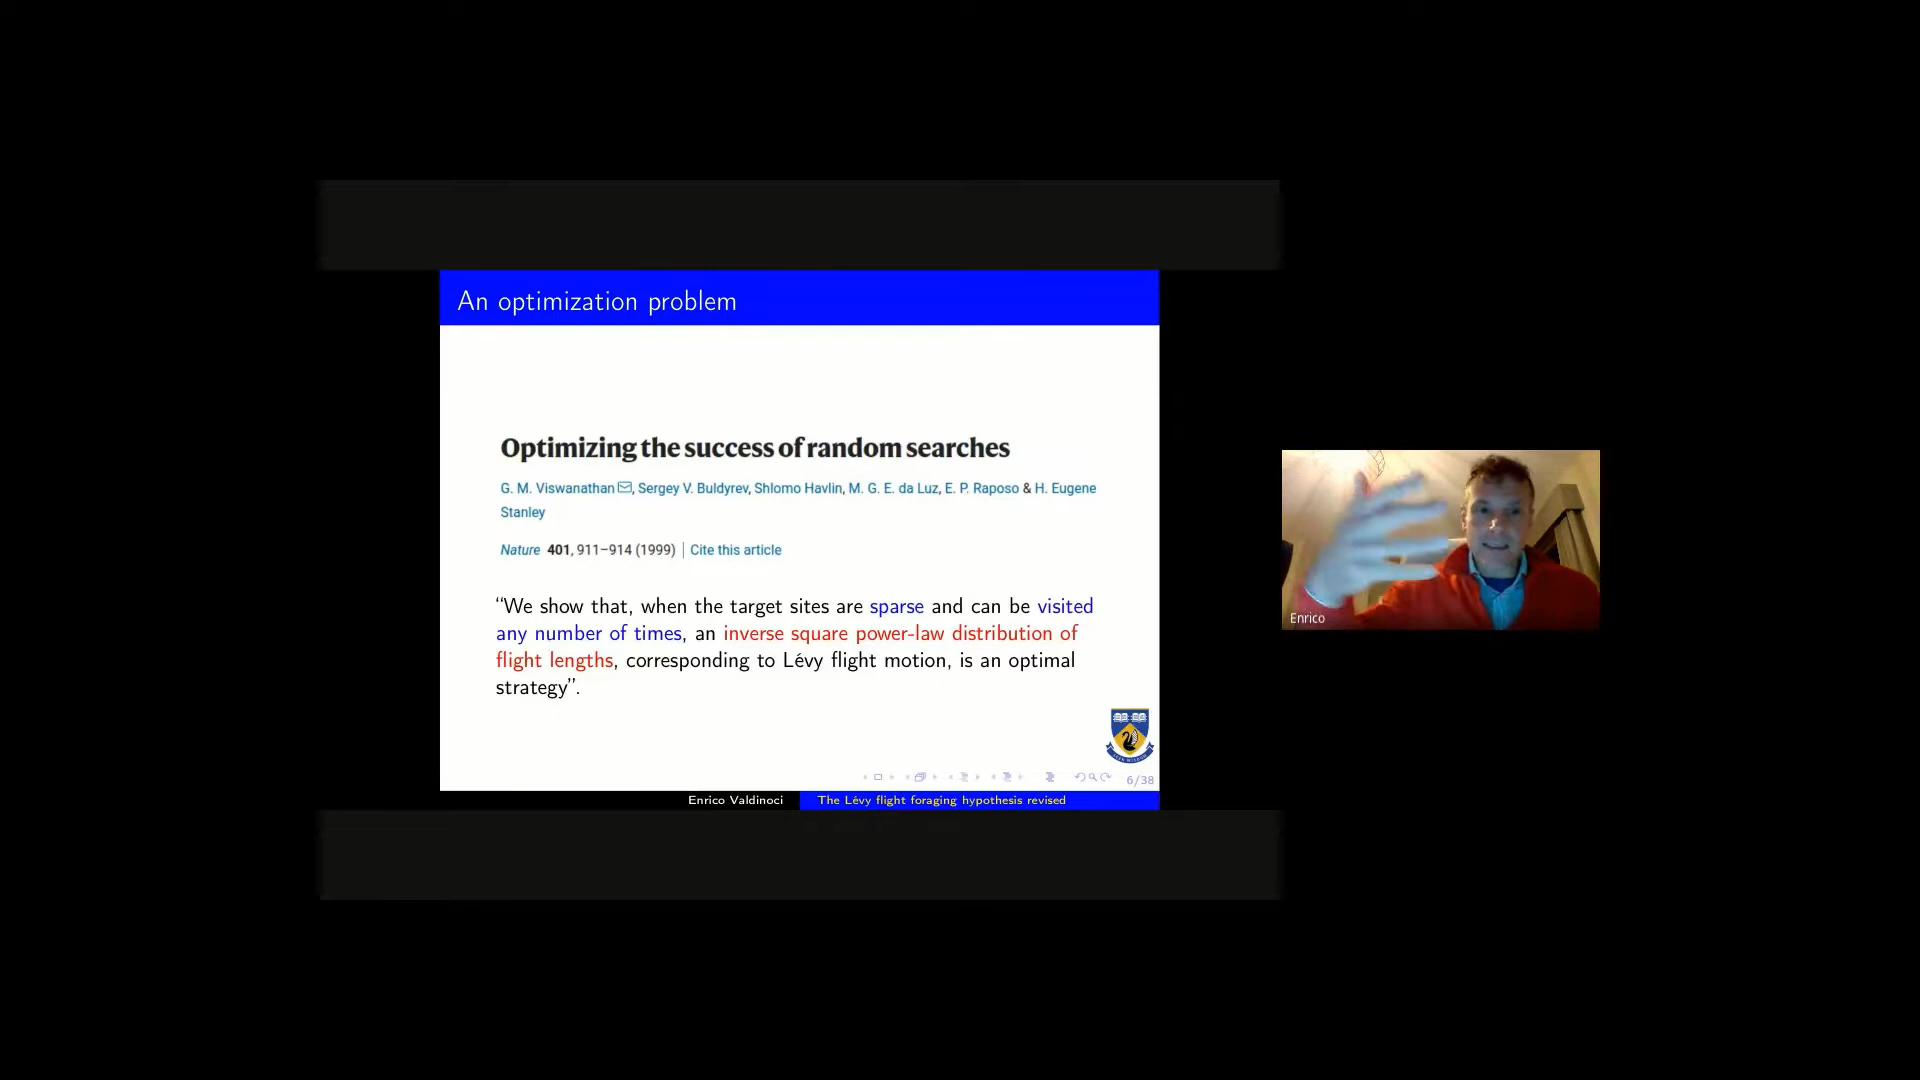 An optimization problem
Optimizing the success of random searches
G. M. Viswanathan, Sergey V. Buldyrev, Shlomo Havlin, M. G. E. da Luz, E. P. Raposo & H. Eugene
Stanley
Nature 401, 911–914 (1999) | Cite this article
“We show that, when the target sites are sparse and can be visited
any number of times, an inverse square power-law distribution of
flight lengths, corresponding to Lévy flight motion, is an optimal
strategy”.
6/38
Enrico Valdinoci
The Lévy flight foraging hypothesis revised
Enrico